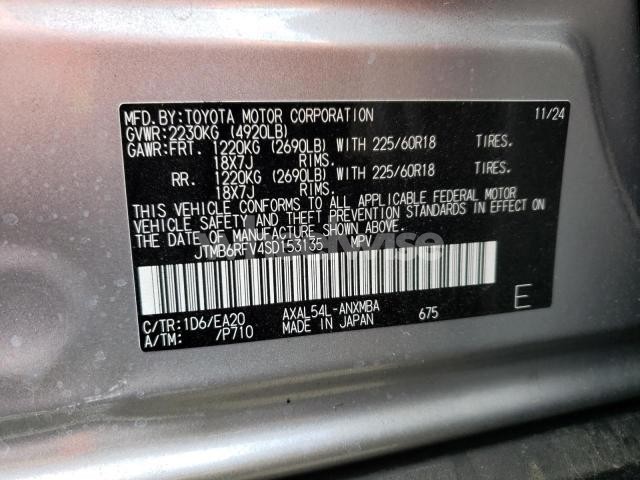 MFD.BY:TOYOTA MOTOR CORPORATION 11/24
GVWR:2230KG (4920LB)
GAWR:FRT. 1220KG (2690LB) WITH 225/60R18 TIRES.
18X7J RIMS.
RR. 1220KG (2690LB) WITH 225/60R18 TIRES.
18X7J RIMS.
THIS VEHICLE CONFORMS TO ALL APPLICABLE FEDERAL MOTOR
VEHICLE SAFETY AND THEFT PREVENTION STANDARDS IN EFFECT
ON THE DATE OF MANUFACTURE SHOWN ABOVE.
JTMB6RFV4SD153135 MPV
C/TR:1D6/EA20 AXAL54L-ANXMBA 675 E
A/TM: /P710 MADE IN JAPAN